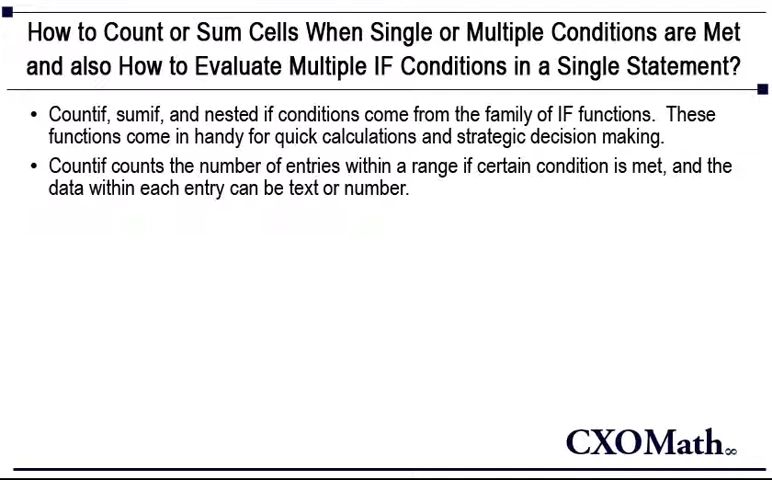 How to Count or Sum Cells When Single or Multiple Conditions are Met
and also How to Evaluate Multiple IF Conditions in a Single Statement?
• Countif, sumif, and nested if conditions come from the family of IF functions. These
functions come in handy for quick calculations and strategic decision making.
• Countif counts the number of entries within a range if certain condition is met, and the
data within each entry can be text or number.
CXOMath∞